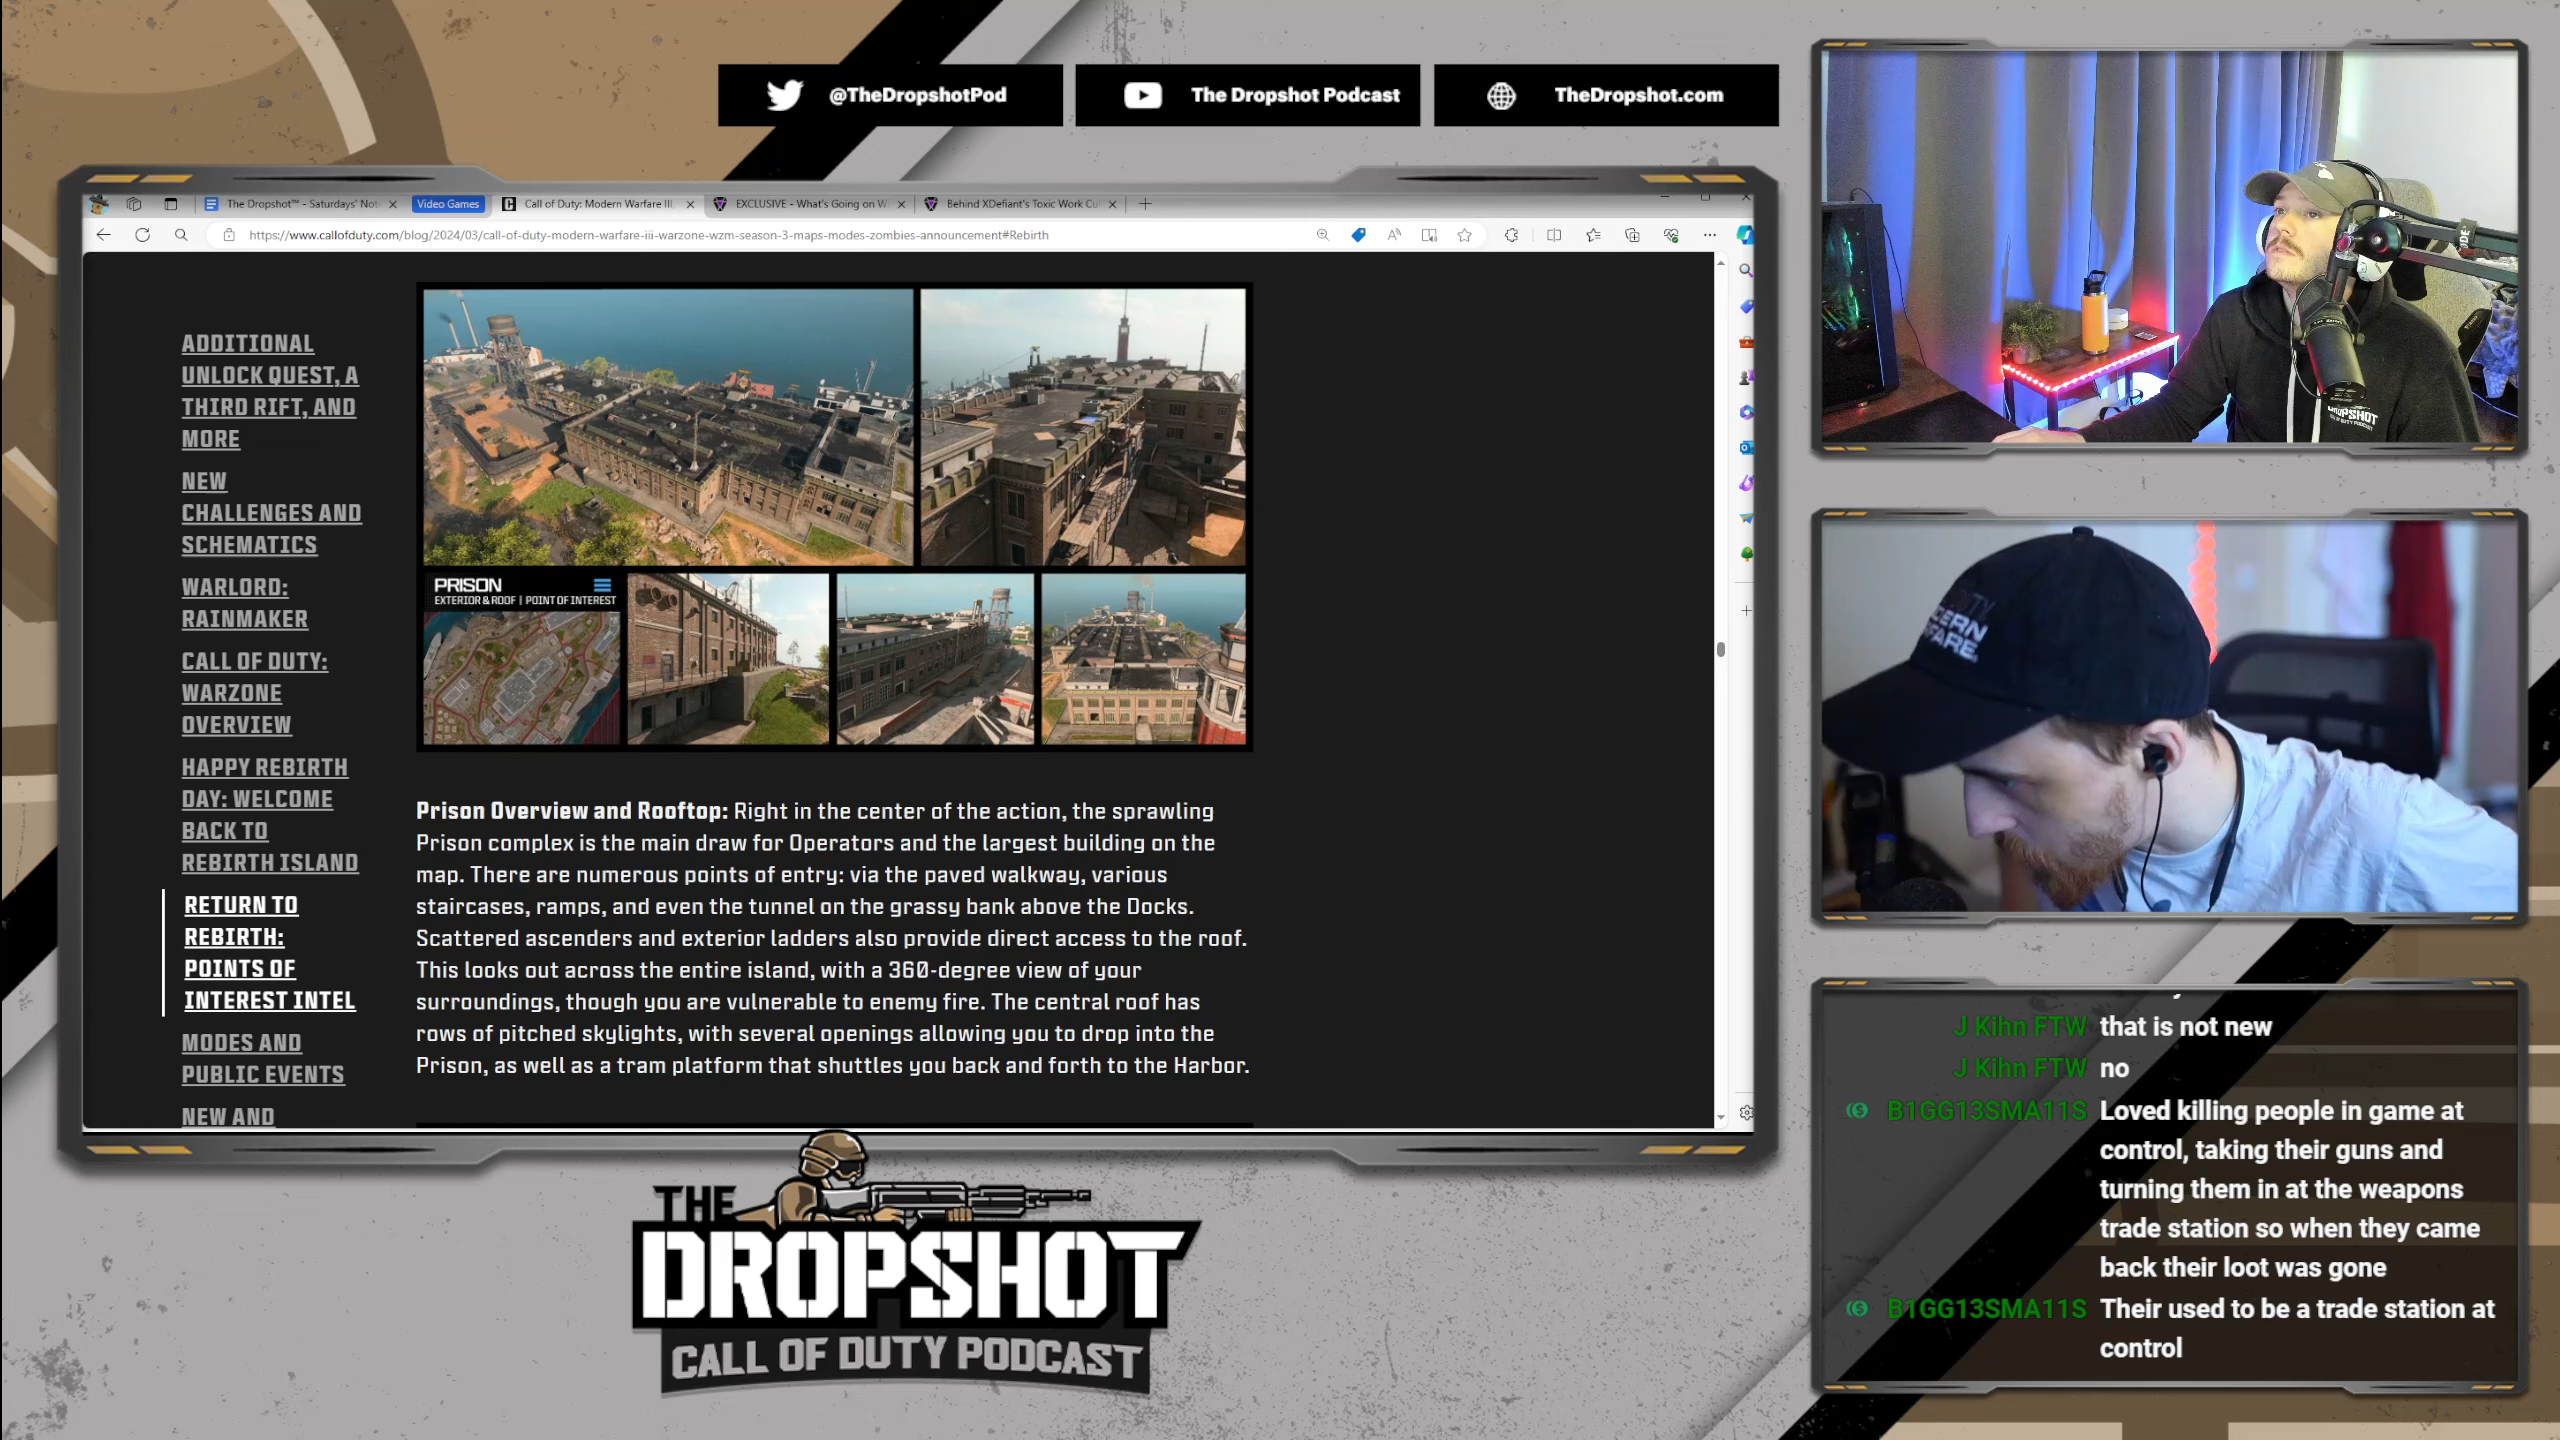 @TheDropshotPod
The Dropshot Podcast
TheDropshot.com
The Dropshot™ - Saturdays' Not
Video Games
Call of Duty: Modern Warfare III,
EXCLUSIVE - What's Going on W
Behind XDefiant's Toxic Work Cu
https://www.callofduty.com/blog/2024/03/call-of-duty-modern-warfare-iii-warzone-wzm-season-3-maps-modes-zombies-announcement#Rebirth
ADDITIONAL
UNLOCK QUEST, A
THIRD RIFT, AND
MORE
NEW
CHALLENGES AND
SCHEMATICS
WARLORD:
RAINMAKER
CALL OF DUTY:
WARZONE
OVERVIEW
HAPPY REBIRTH
DAY: WELCOME
BACK TO
REBIRTH ISLAND
RETURN TO
REBIRTH:
POINTS OF
INTEREST INTEL
MODES AND
PUBLIC EVENTS
NEW AND
PRISON
EXTERIOR & ROOF | POINT OF INTEREST
Prison Overview and Rooftop: Right in the center of the action, the sprawling
Prison complex is the main draw for Operators and the largest building on the
map. There are numerous points of entry: via the paved walkway, various
staircases, ramps, and even the tunnel on the grassy bank above the Docks.
Scattered ascenders and exterior ladders also provide direct access to the roof.
This looks out across the entire island, with a 360-degree view of your
surroundings, though you are vulnerable to enemy fire. The central roof has
rows of pitched skylights, with several openings allowing you to drop into the
Prison, as well as a tram platform that shuttles you back and forth to the Harbor.
DROPSHOT
CALL OF DUTY PODCAST
J Kihn FTW that is not new
J Kihn FTW no
B1GG13SMA11S Loved killing people in game at
control, taking their guns and
turning them in at the weapons
trade station so when they came
back their loot was gone
B1GG13SMA11S Their used to be a trade station at
control
THE
DROPSHOT
CALL OF DUTY PODCAST